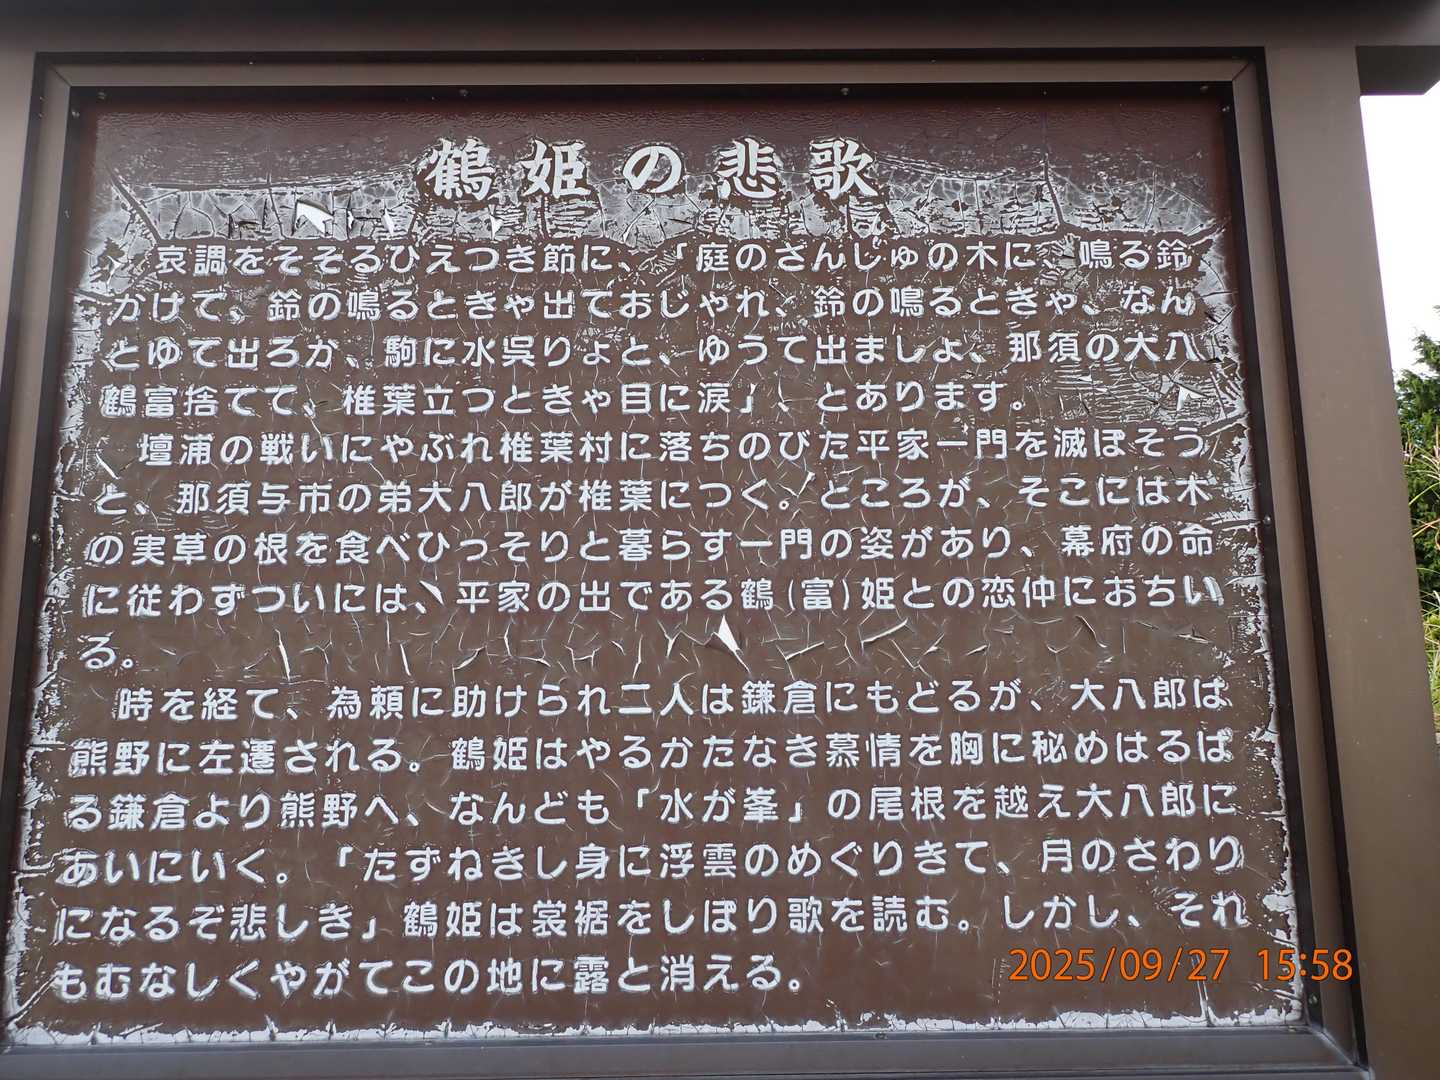 鶴姫の悲歌
哀調をそそるひえつき節に、「庭のさんじゅの木に、鳴る鈴
かけて、鈴の鳴るときゃ出ておじゃれ、鈴の鳴るときゃ、なん
とゆて出ろか、駒に水呉りょと、ゆうて出ましょ、那須の大八
鶴富捨てて、椎葉立つときゃ目に涙」、とあります。
壇浦の戦いにやぶれ椎葉村に落ちのびた平家一門を滅ぼそう
と、那須与市の弟大八郎が椎葉につく。ところが、そこには木
の実草の根を食べひっそりと暮らす一門の姿があり、幕府の命
に従わずついには、平家の出である鶴(富)姫との恋仲におちい
る。
時を経て、為頼に助けられ二人は鎌倉にもどるが、大八郎は
熊野に左遷される。鶴姫はやるかたなき慕情を胸に秘めはるば
る鎌倉より熊野へ、なんども「水が峯」の尾根を越え大八郎に
あいにいく。「たずねきし身に浮雲のめぐりきて、月のさわり
になるぞ悲しき」鶴姫は裳裾をしぼり歌を読む。しかし、それ
もむなしくやがてこの地に露と消える。
2025/09/27 15:58